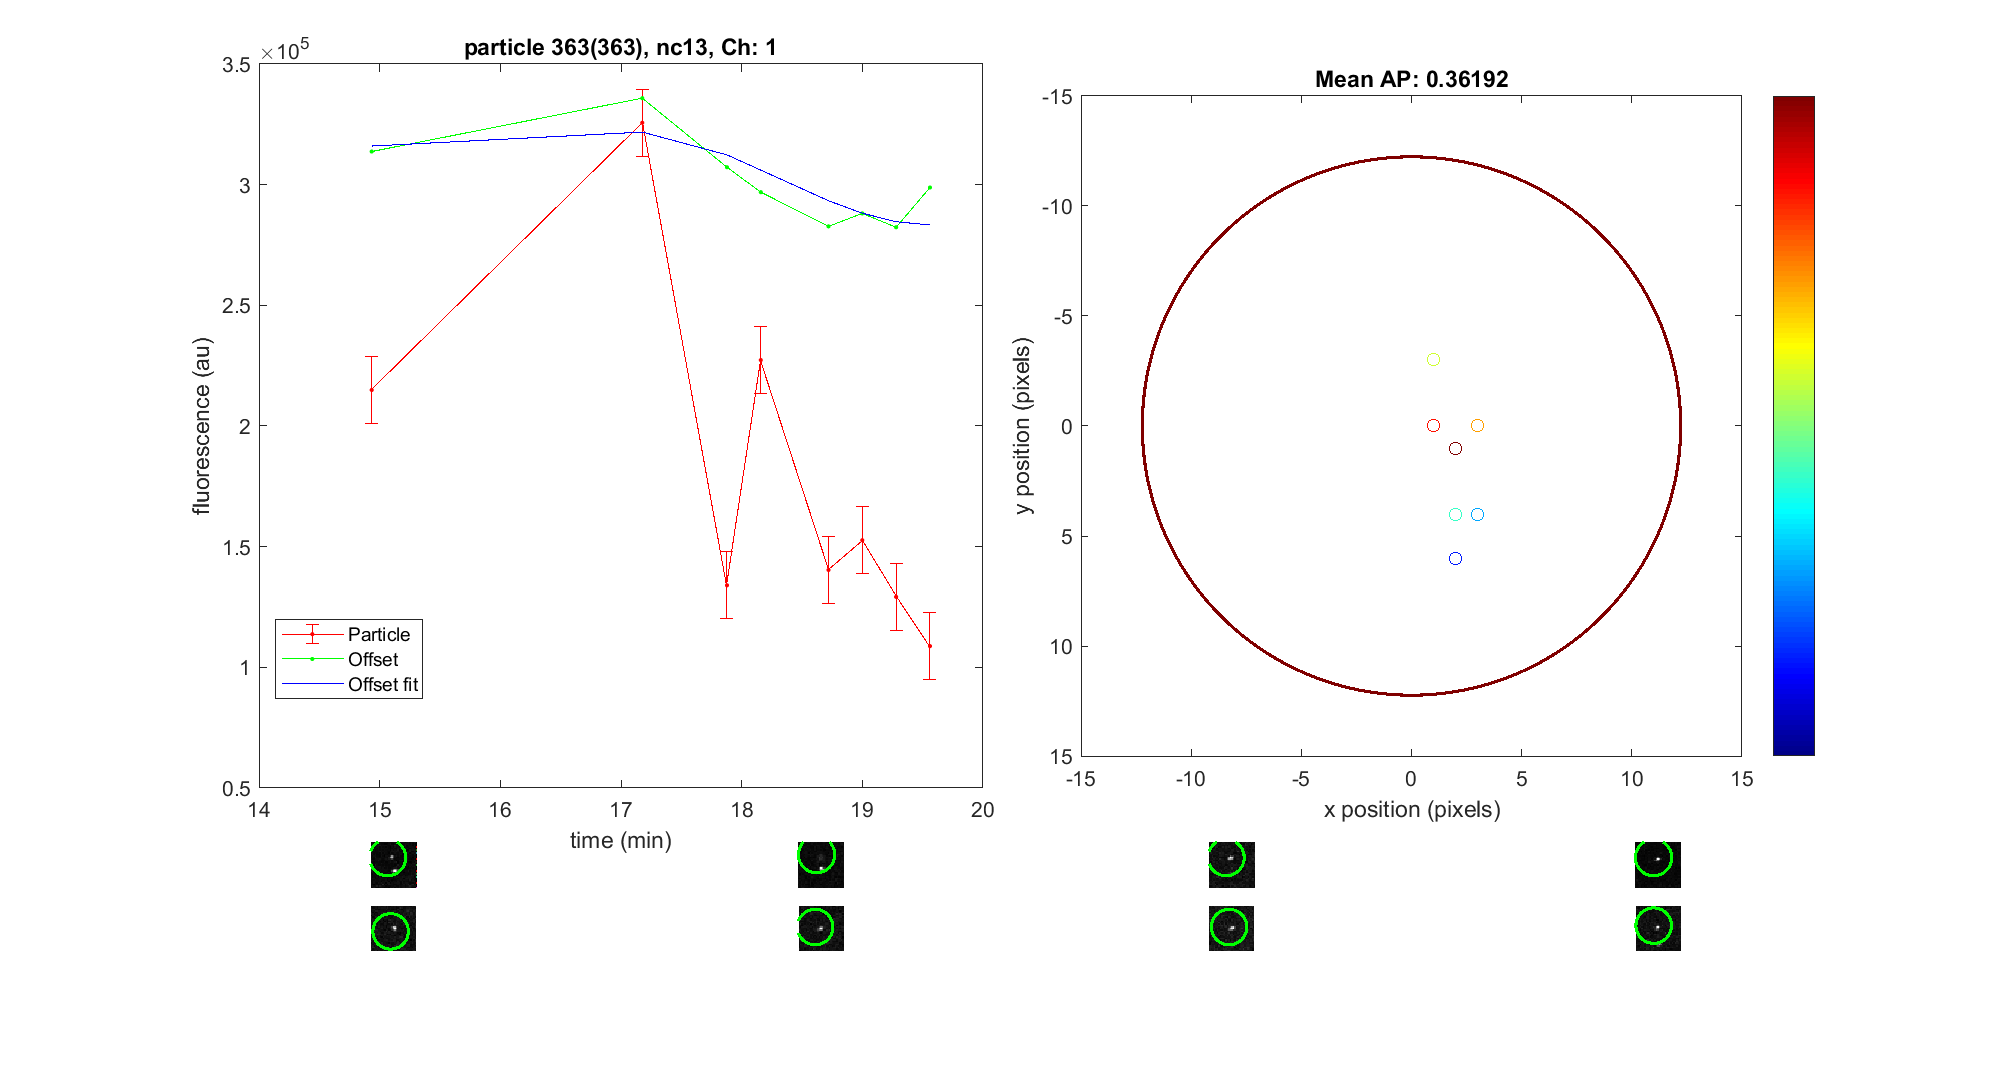 particle 363(363), nc13, Ch: 1
×10^5
3.5
3
2.5
2
1.5
1
0.5
14 15 16 17 18 19 20
time (min)
fluorescence (au)
Particle
Offset
Offset fit
Mean AP: 0.36192
-15
-10
-5
0
5
10
15
-15 -10 -5 0 5 10 15
x position (pixels)
y position (pixels)